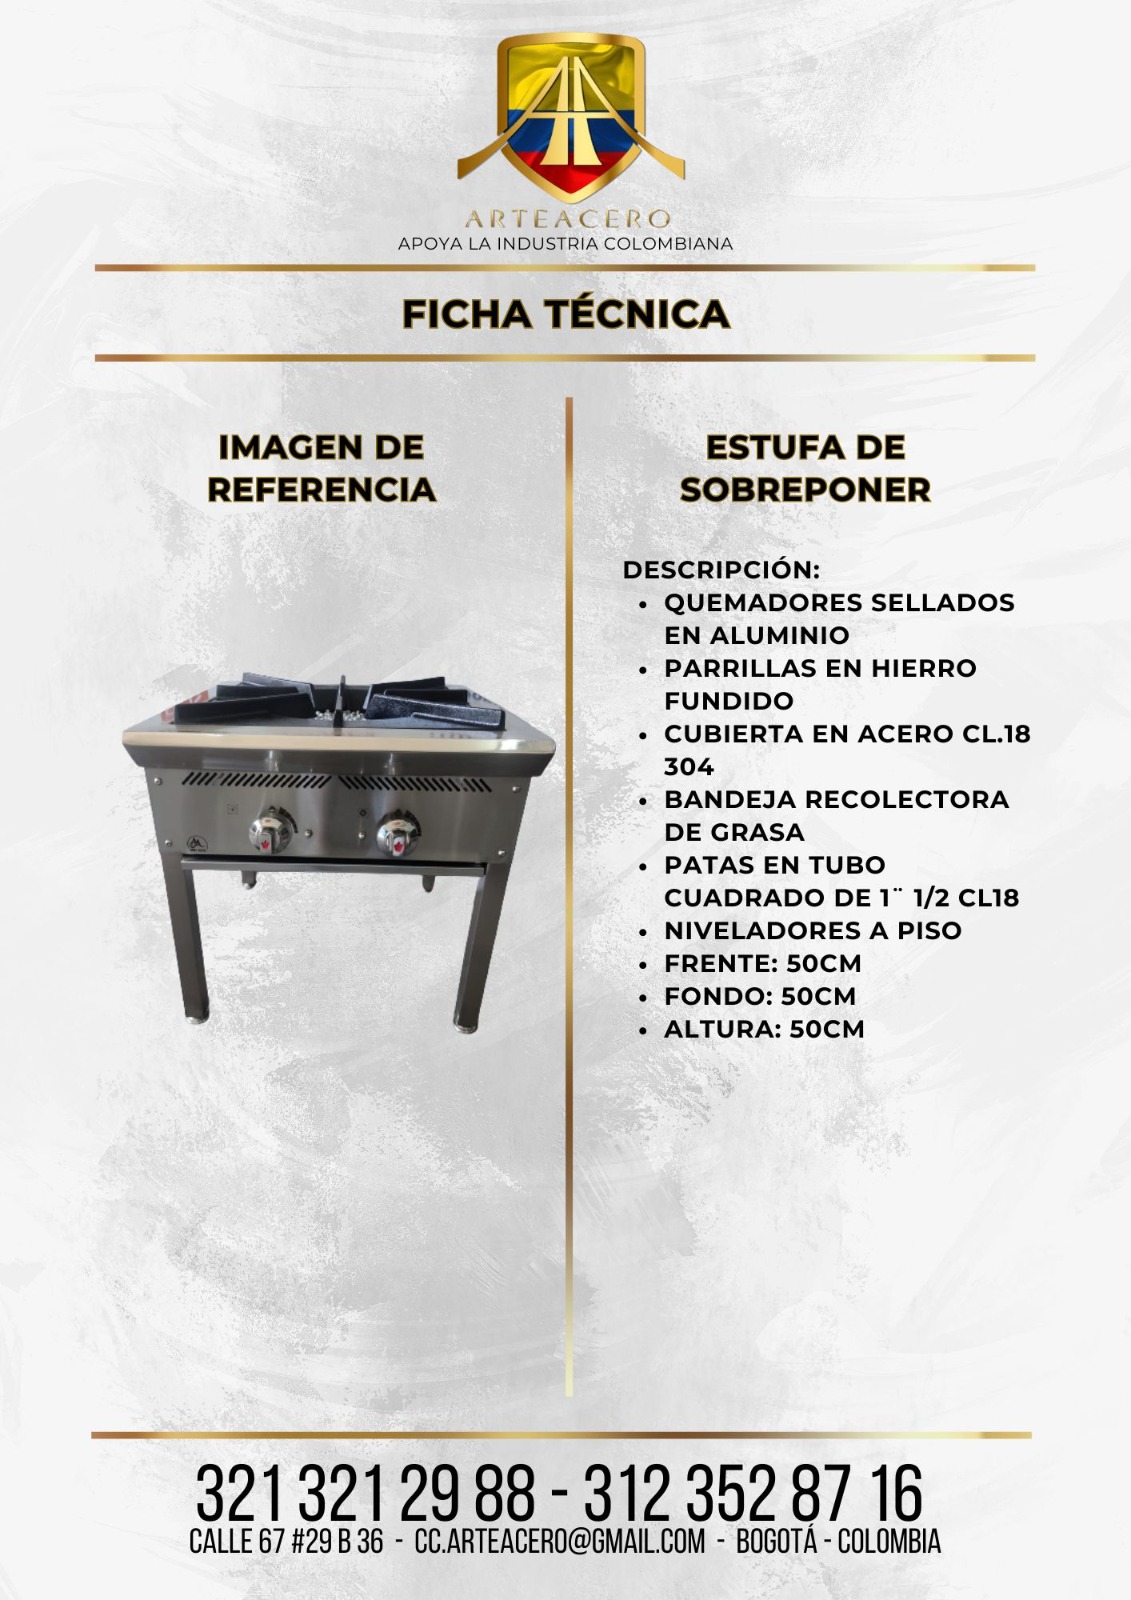 ARTEACERO
APOYA LA INDUSTRIA COLOMBIANA
FICHA TÉCNICA
IMAGEN DE
REFERENCIA
ESTUFA DE
SOBREPONER
DESCRIPCIÓN:
• QUEMADORES SELLADOS
EN ALUMINIO
• PARRILLAS EN HIERRO
FUNDIDO
• CUBIERTA EN ACERO CL.18
304
• BANDEJA RECOLECTORA
DE GRASA
• PATAS EN TUBO
CUADRADO DE 1¨ 1/2 CL18
• NIVELADORES A PISO
• FRENTE: 50CM
• FONDO: 50CM
• ALTURA: 50CM
321 321 29 88 - 312 352 87 16
CALLE 67 #29 B 36 - CC.ARTEACERO@GMAIL.COM - BOGOTÁ - COLOMBIA